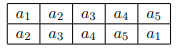 a₁ a₂ a₃ a₄ a₅
a₂ a₃ a₄ a₅ a₁